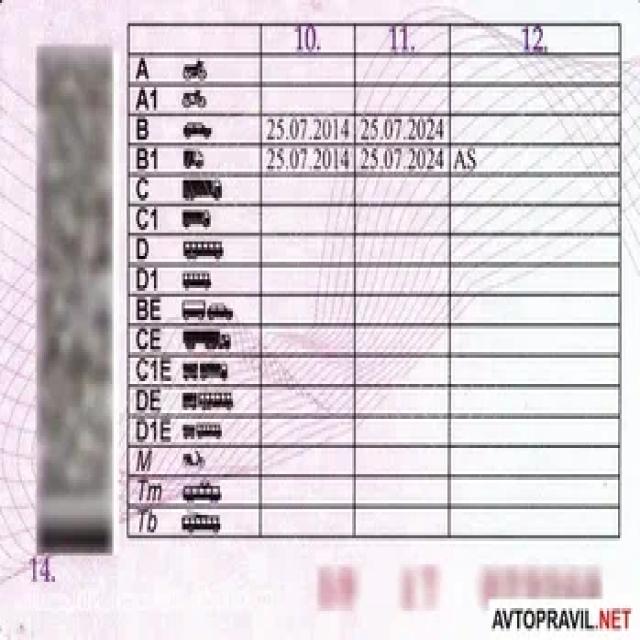 10. 11. 12.
A
A1
B 25.07.2014 25.07.2024
B1 25.07.2014 25.07.2024 AS
C
C1
D
D1
BE
CE
C1E
DE
D1E
M
Tm
Tb
14.
AVTOPRAVIL.NET